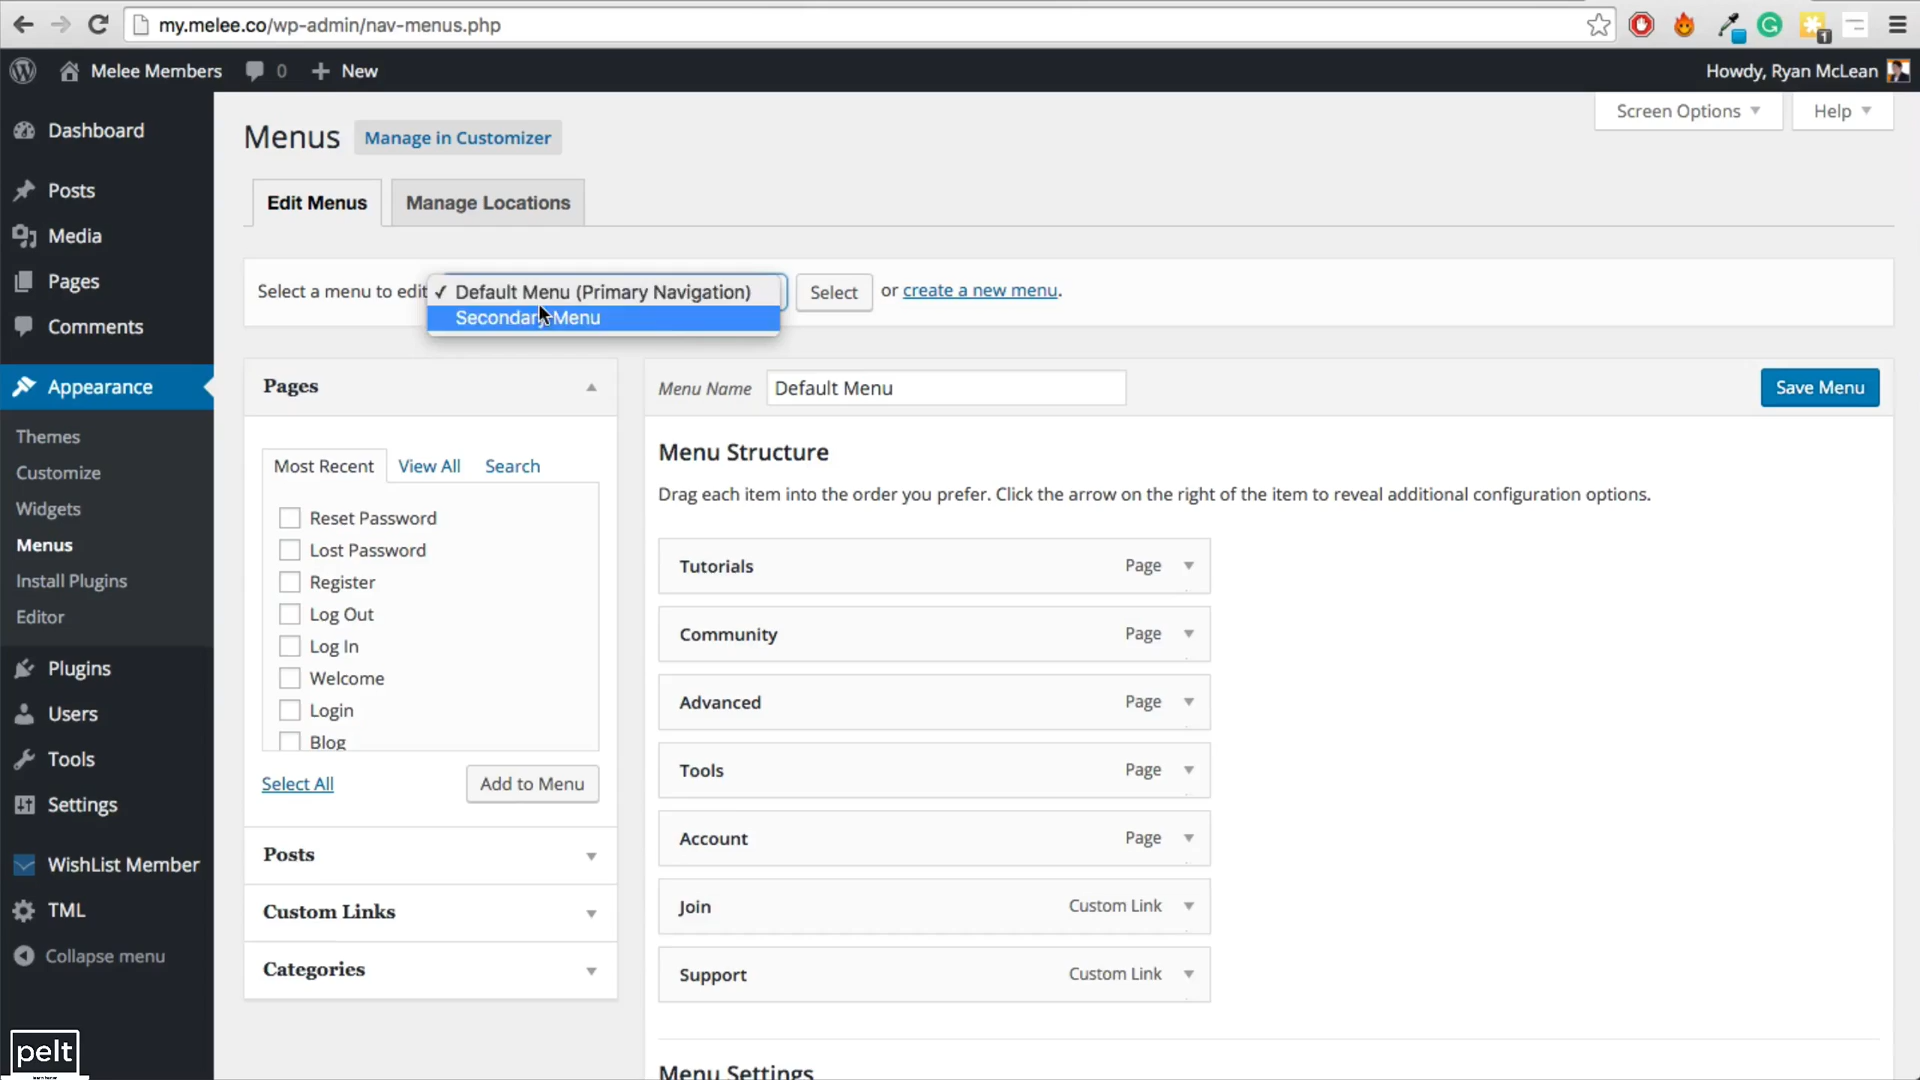 my.melee.co/wp-admin/nav-menus.php
1
Melee Members 0 New
Howdy, Ryan McLean
Screen Options Help
Dashboard
Posts
Media
Pages
Comments
Appearance
Themes
Customize
Widgets
Menus
Install Plugins
Editor
Plugins
Users
Tools
Settings
WishList Member
TML
Collapse menu
pelt
Menus Manage in Customizer
Edit Menus Manage Locations
Select a menu to edit ✓ Default Menu (Primary Navigation) Select or create a new menu.
Secondary Menu
Pages
Most Recent View All Search
Reset Password
Lost Password
Register
Log Out
Log In
Welcome
Login
Blog
Select All Add to Menu
Posts
Custom Links
Categories
Menu Name Default Menu Save Menu
Menu Structure
Drag each item into the order you prefer. Click the arrow on the right of the item to reveal additional configuration options.
Tutorials Page
Community Page
Advanced Page
Tools Page
Account Page
Join Custom Link
Support Custom Link
Menu Settings